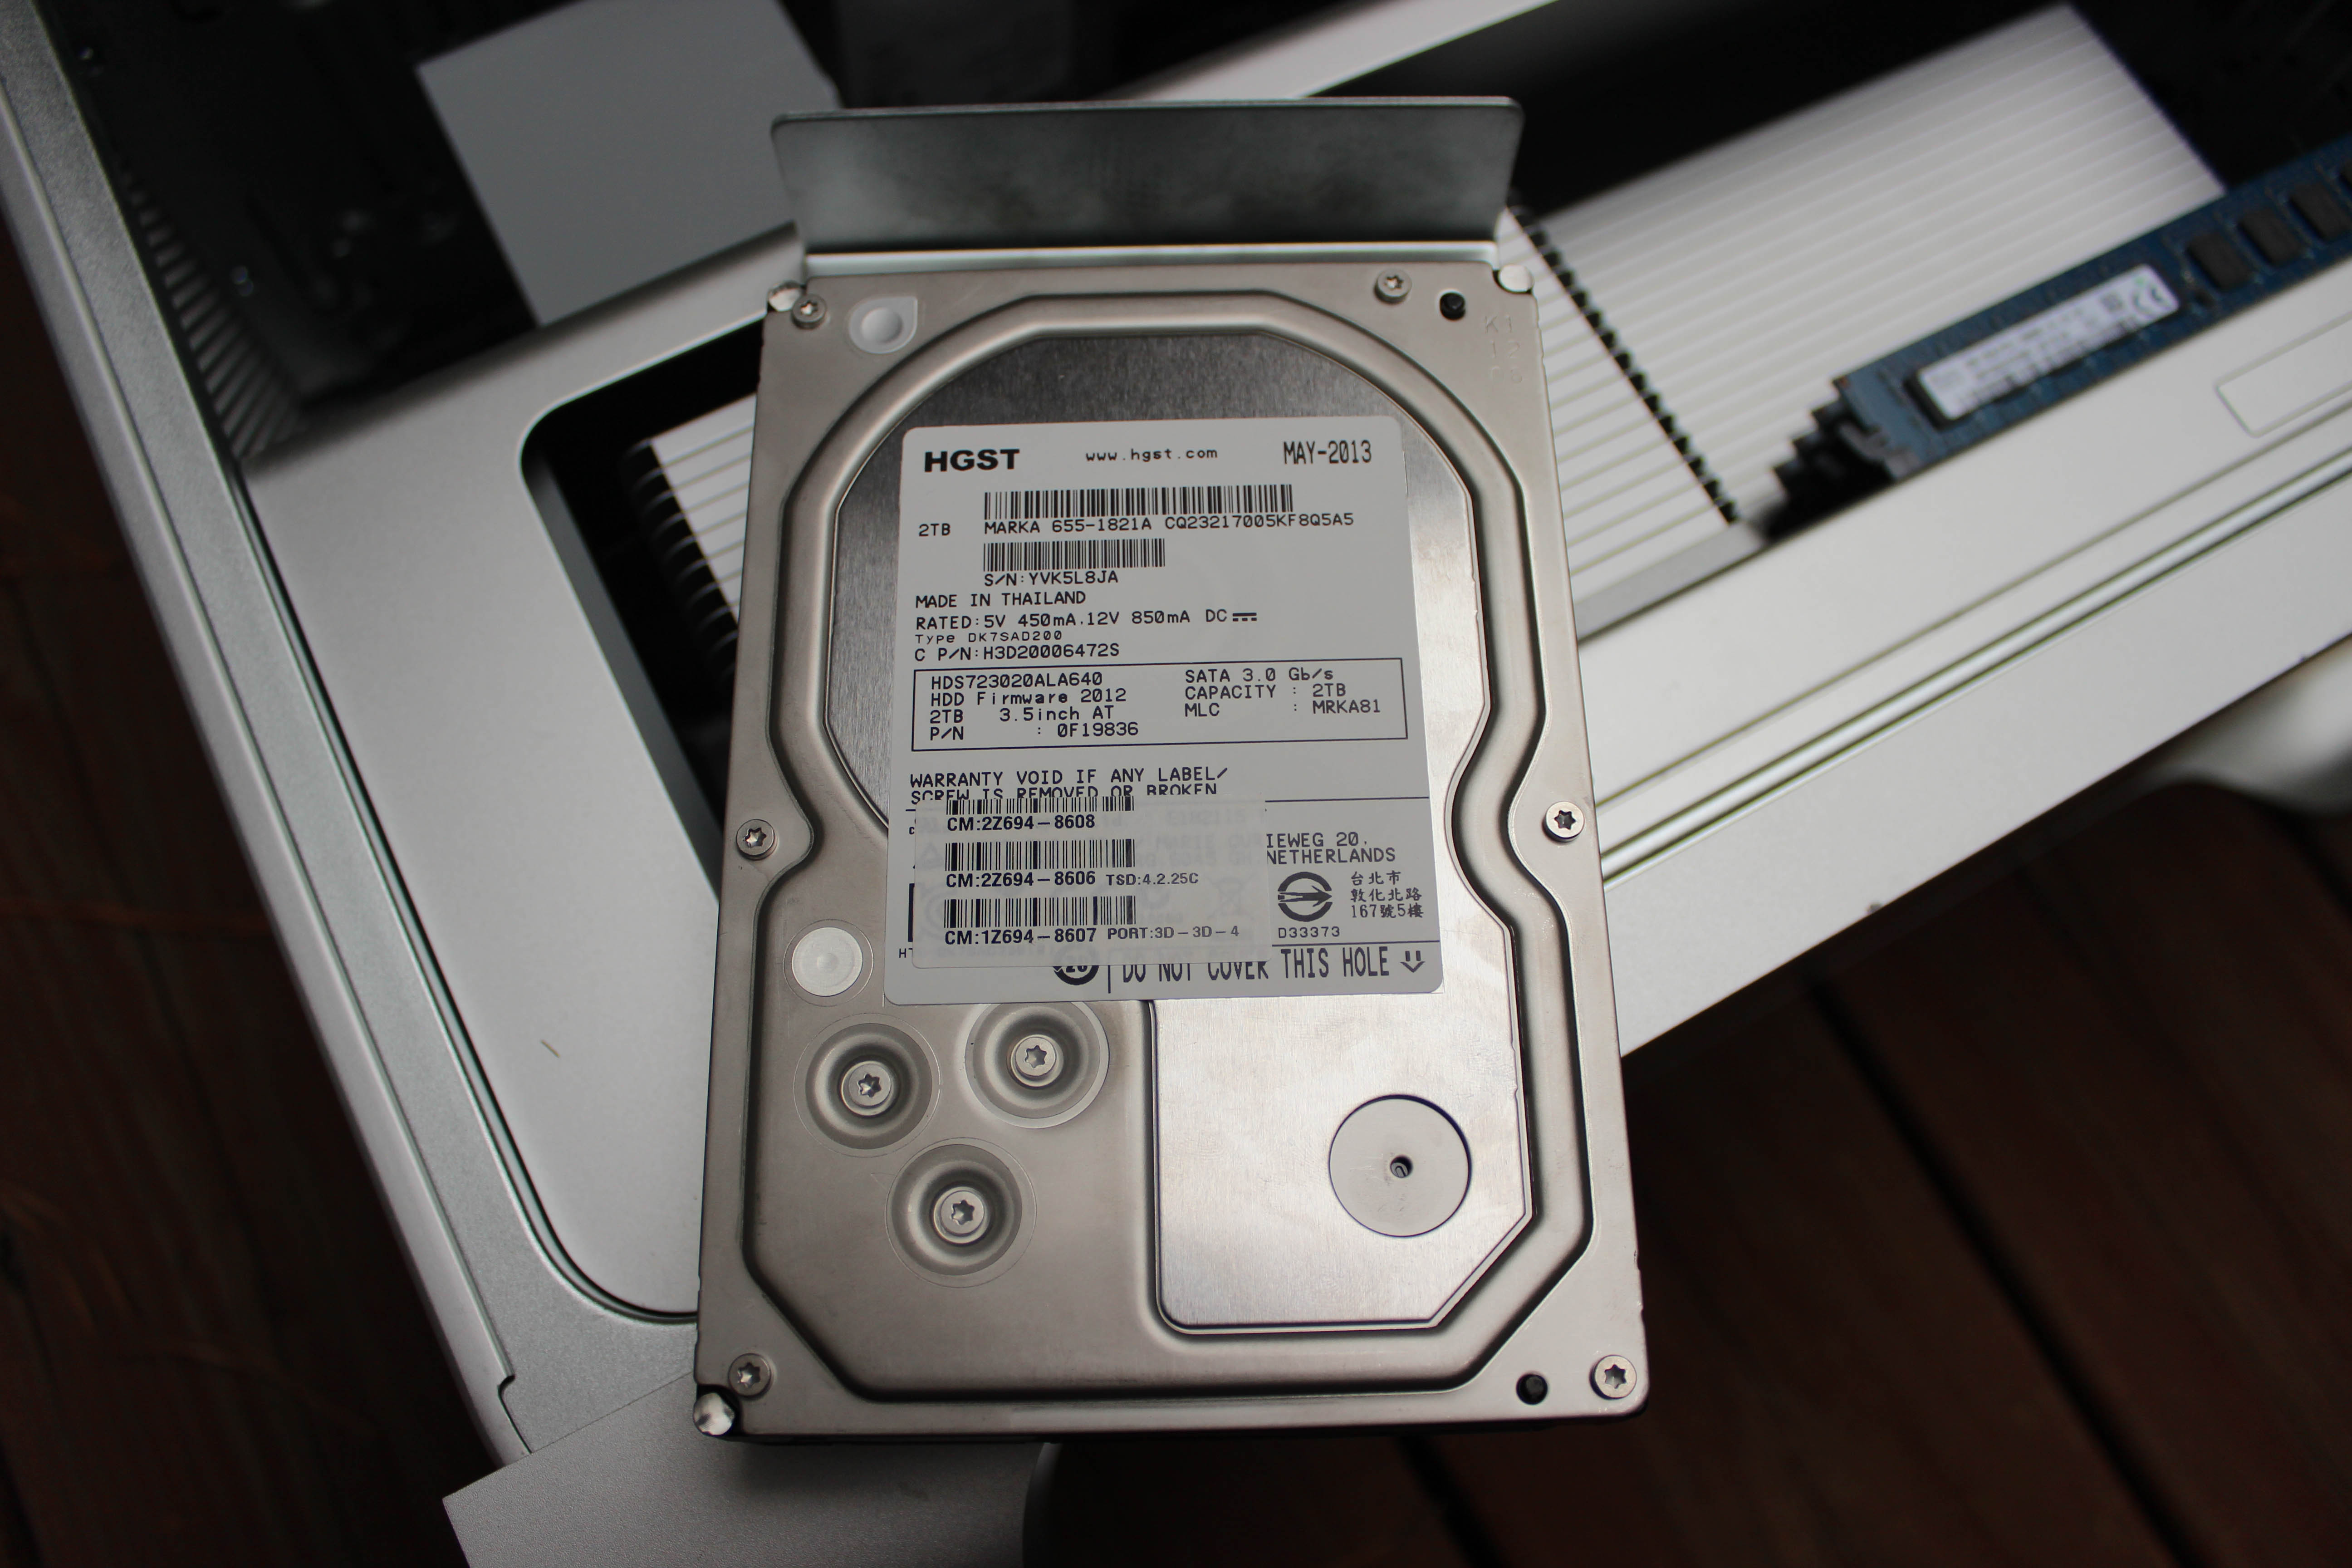 HGST www.hgst.com MAY-2013
2TB MARKA 655-1821A CQ23217005KF8Q5A5
S/N:YVK5L8JA
MADE IN THAILAND
RATED:5V 450mA.12V 850mA DC
Type DK7SAD200
C P/N:H3D20006472S
HDS723020ALA640 SATA 3.0 Gb/s
HDD Firmware 2012 CAPACITY : 2TB
2TB 3.5inch AT MLC : MRKA81
P/N : 0F19836
WARRANTY VOID IF ANY LABEL/
SCREW IS REMOVED OR BROKEN
CM:2Z694-8608
IEWEG 20.
NETHERLANDS
CM:2Z694-8606 TSD:4.2.25C
台北市
敦化北路
167號5樓
CM:1Z694-8607 PORT:3D-3D-4
D33373
DO NOT COVER THIS HOLE